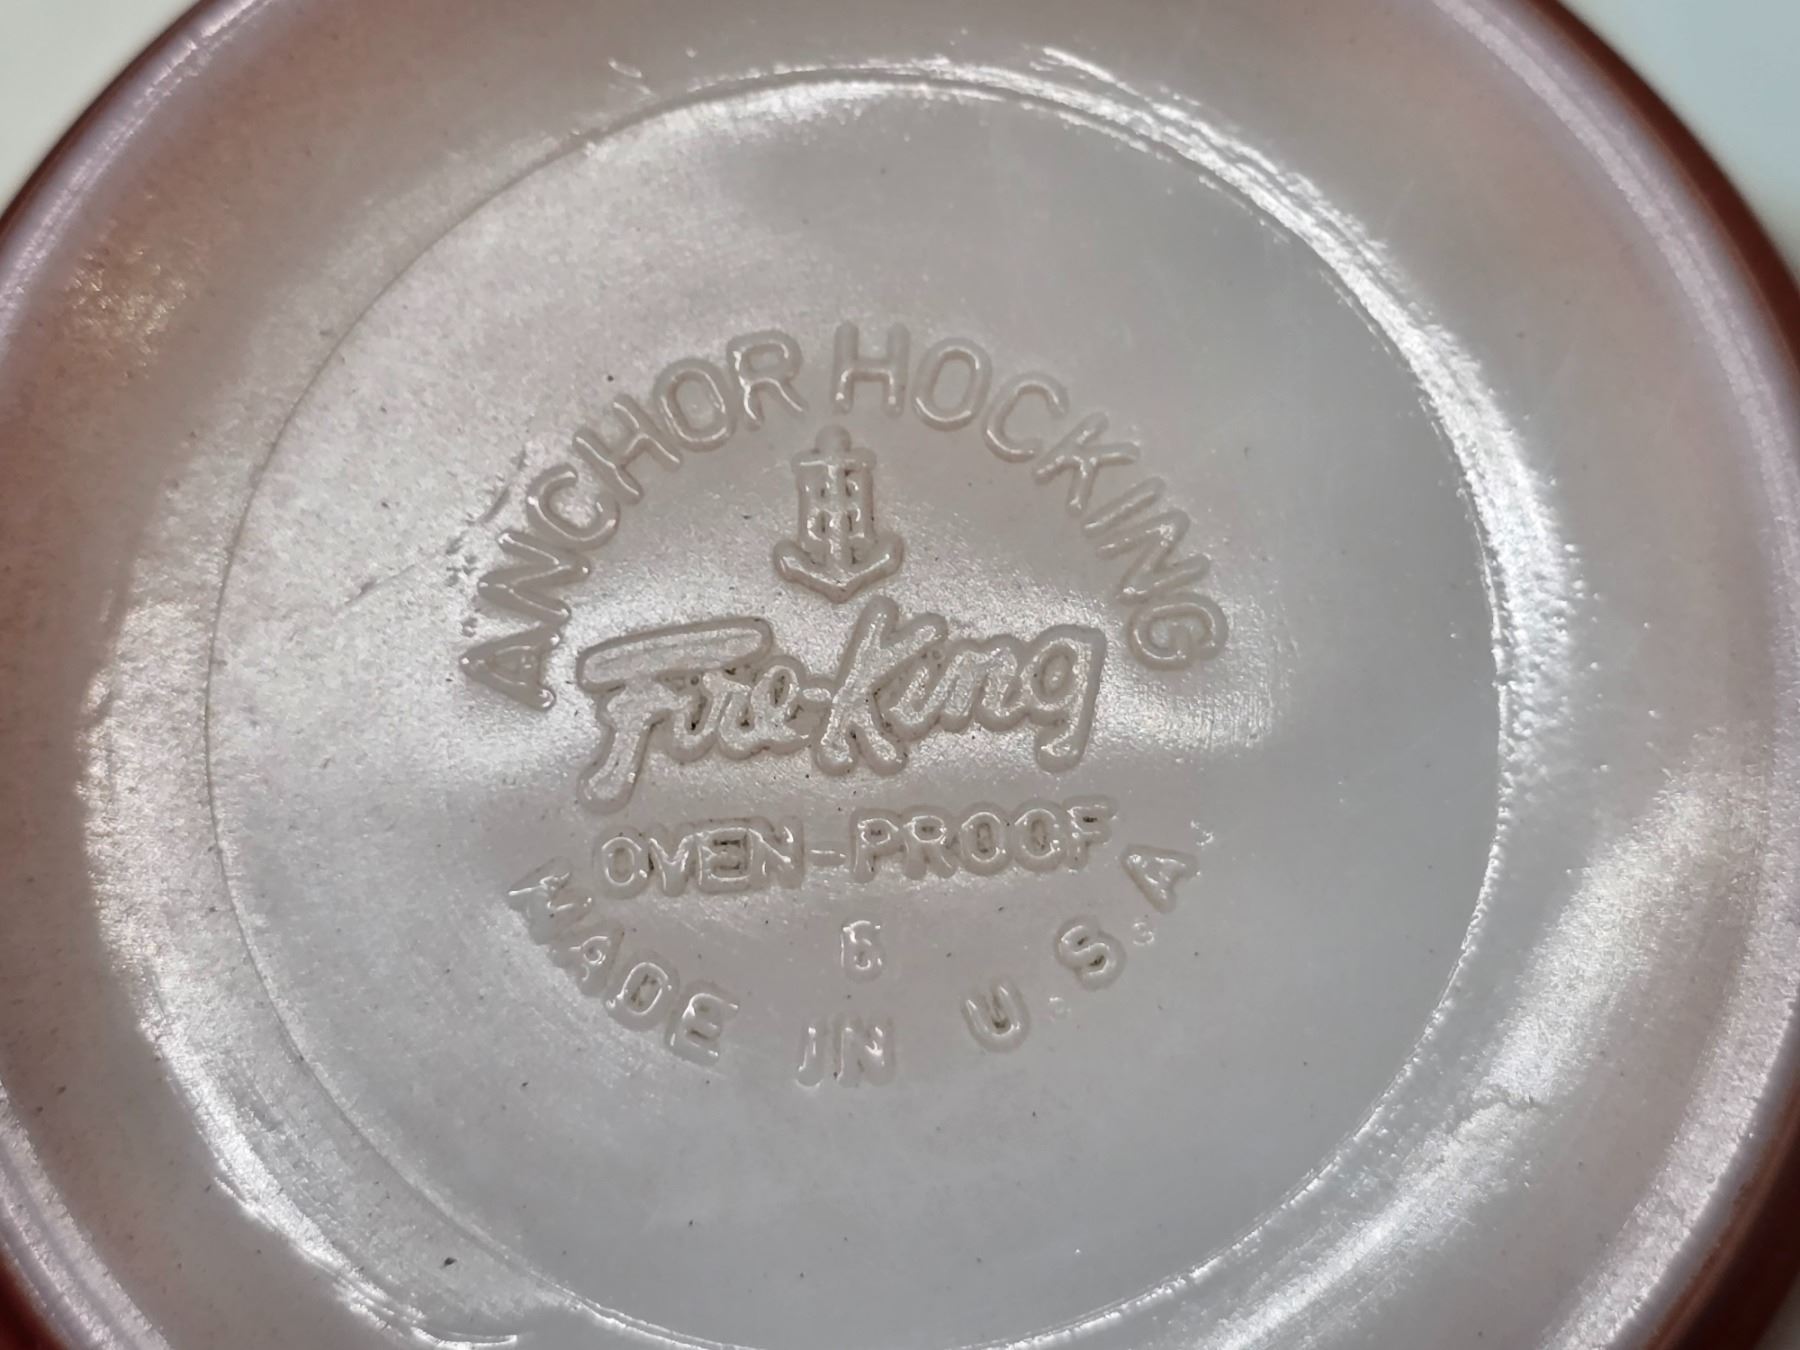 ANCHOR HOCKING
Fire-King
OVEN-PROOF
6
MADE IN U.S.A.